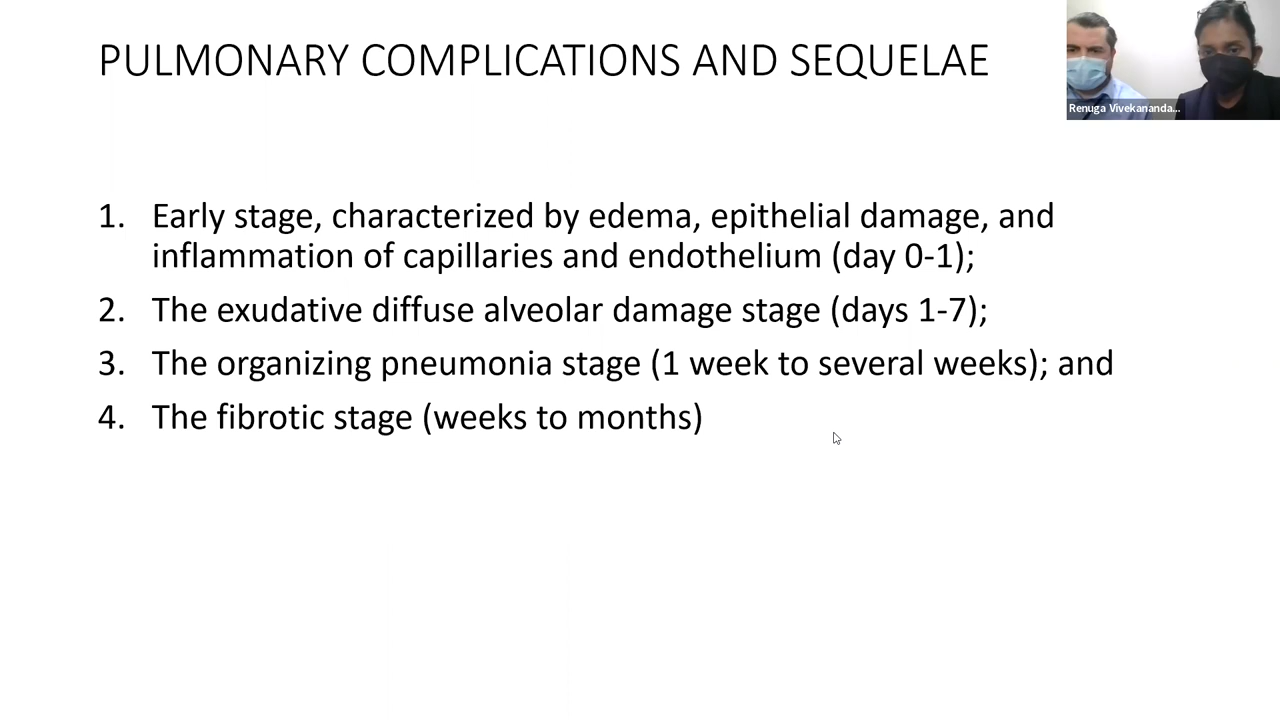 PULMONARY COMPLICATIONS AND SEQUELAE
Renuga Vivekananda...
1. Early stage, characterized by edema, epithelial damage, and
inflammation of capillaries and endothelium (day 0-1);
2. The exudative diffuse alveolar damage stage (days 1-7);
3. The organizing pneumonia stage (1 week to several weeks); and
4. The fibrotic stage (weeks to months)